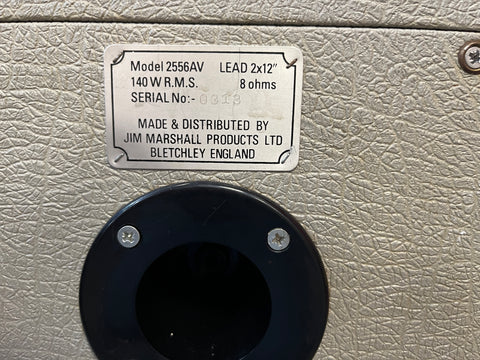 Model 2556AV LEAD 2x12"
140 W R.M.S. 8 ohms
SERIAL No:-
MADE & DISTRIBUTED BY
JIM MARSHALL PRODUCTS LTD
BLETCHLEY ENGLAND